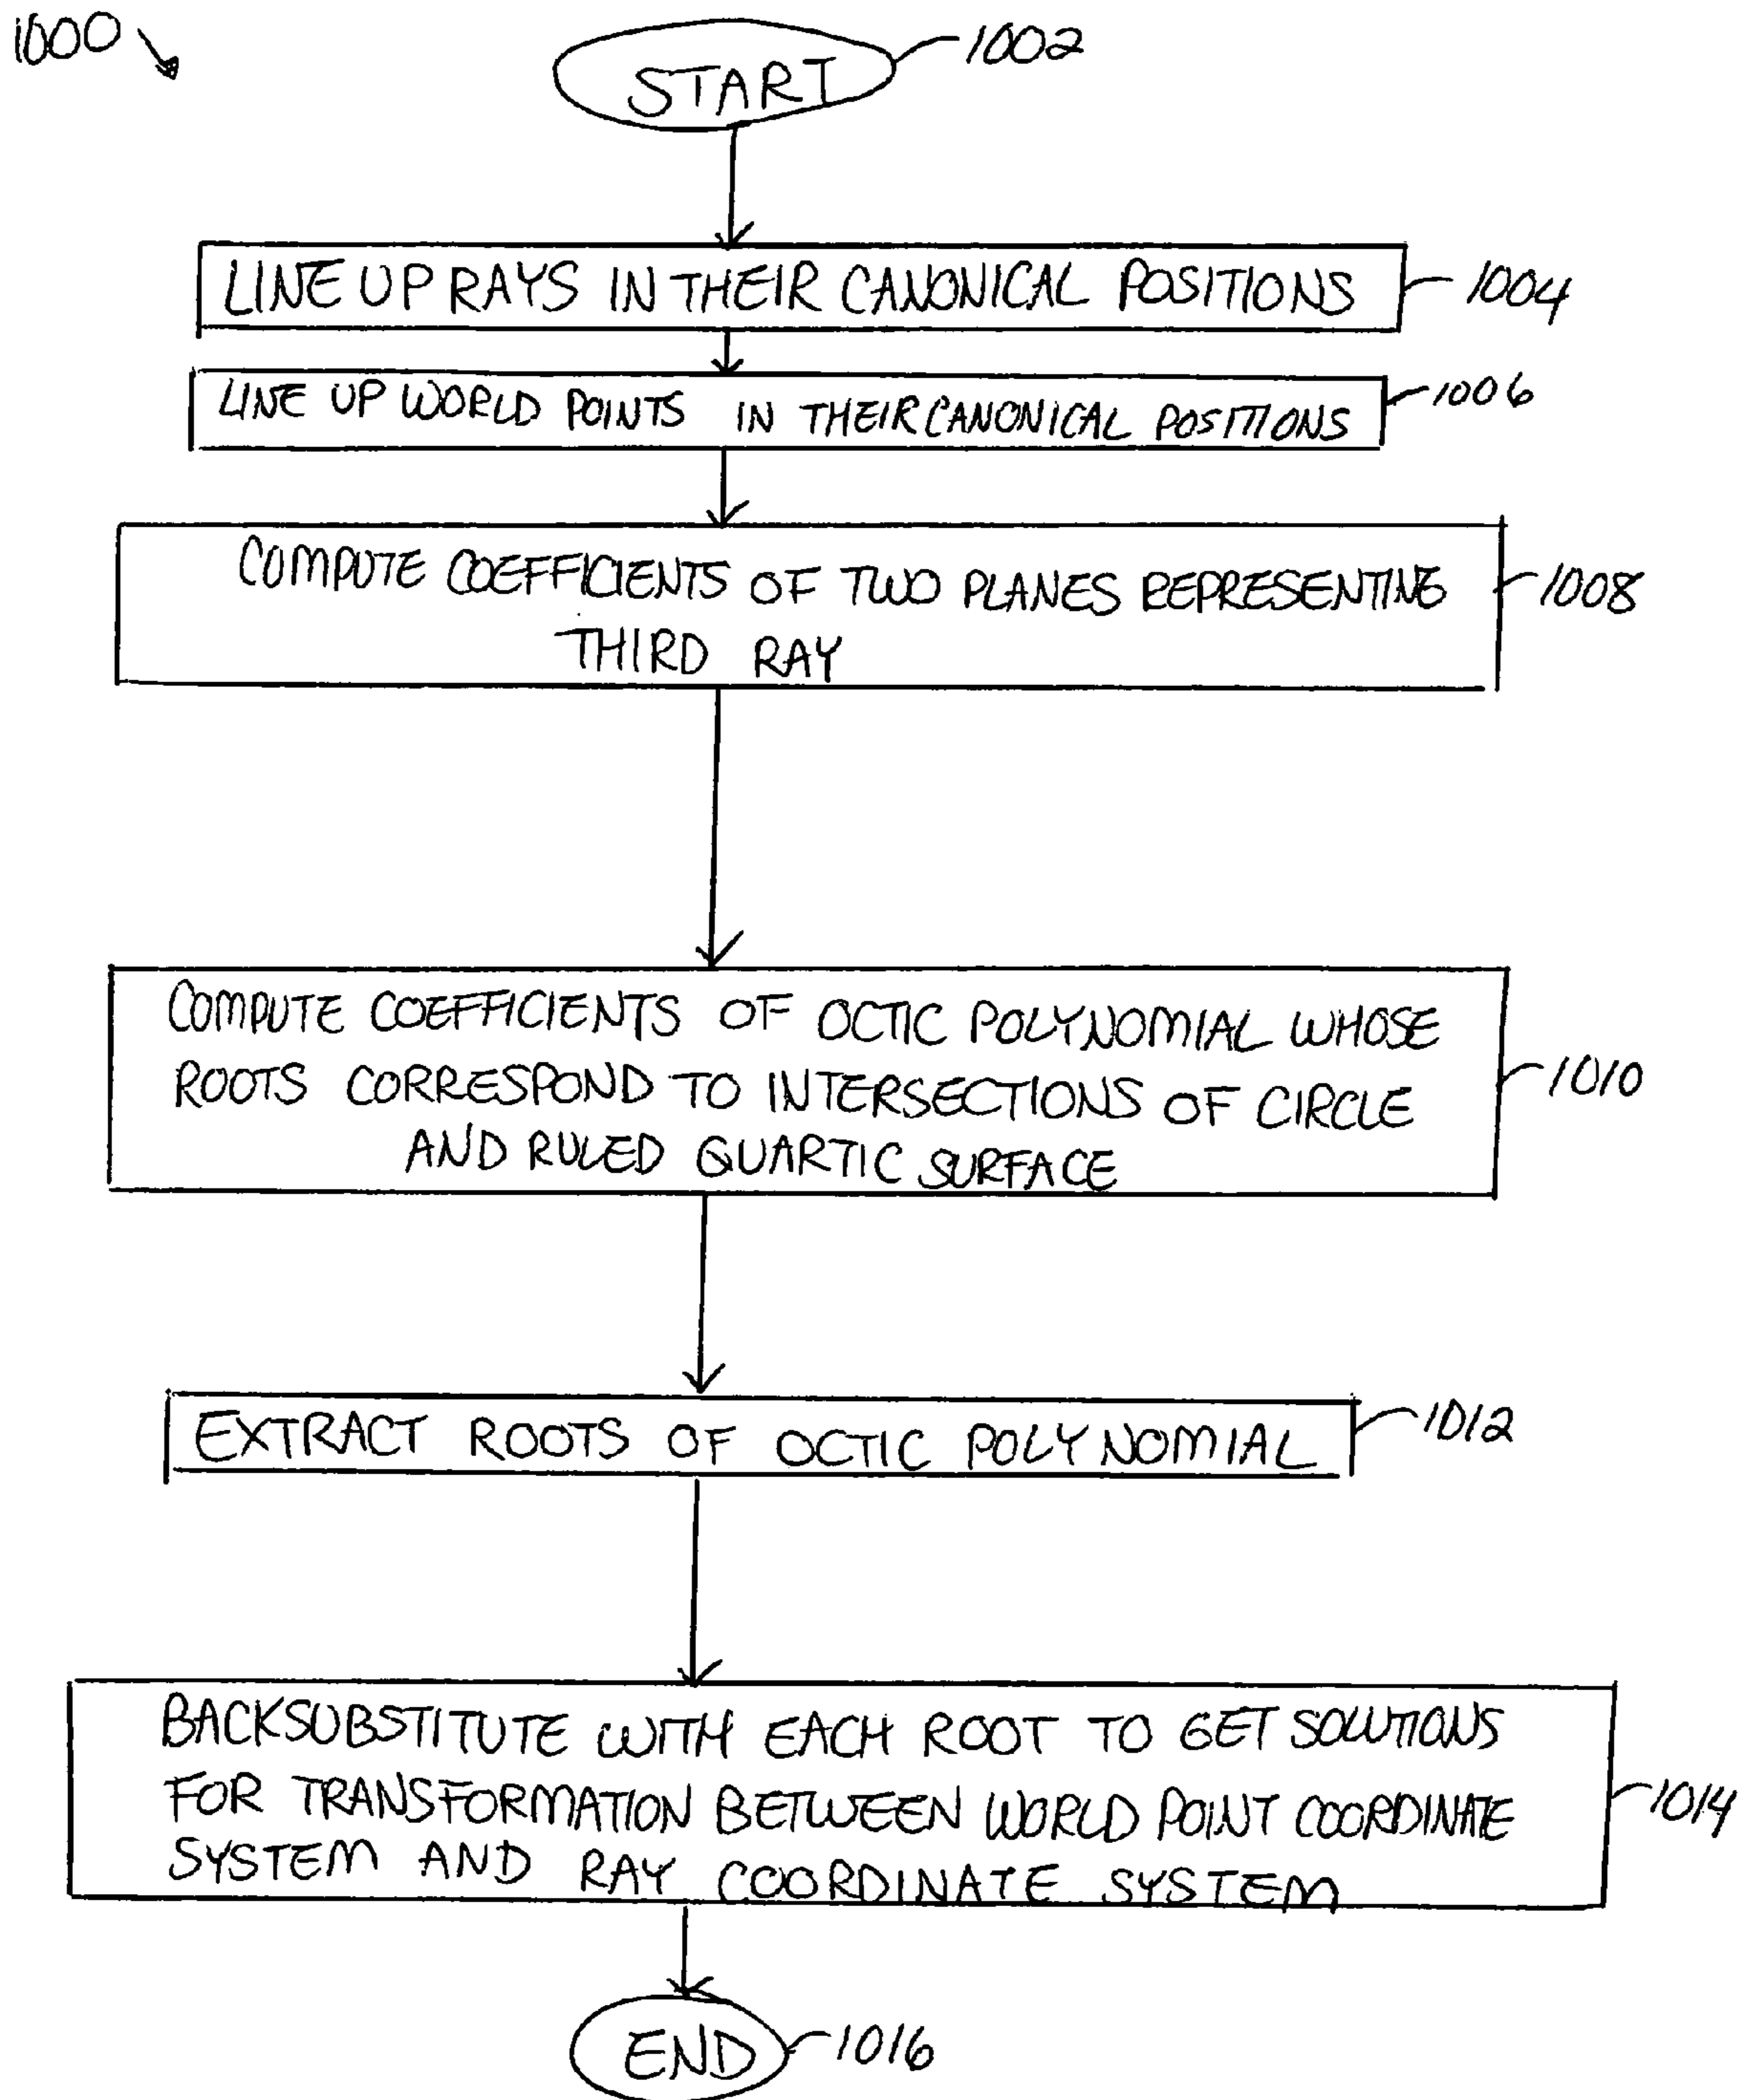 1000
START
1002
LINE UP RAYS IN THEIR CANONICAL POSITIONS
1004
LINE UP WORLD POINTS IN THEIR CANONICAL POSITIONS
1006
COMPUTE COEFFICIENTS OF TWO PLANES REPRESENTING
THIRD RAY
1008
COMPUTE COEFFICIENTS OF OCTIC POLYNOMIAL WHOSE
ROOTS CORRESPOND TO INTERSECTIONS OF CIRCLE
AND RULED QUARTIC SURFACE
1010
EXTRACT ROOTS OF OCTIC POLYNOMIAL
1012
BACKSUBSTITUTE WITH EACH ROOT TO GET SOLUTIONS
FOR TRANSFORMATION BETWEEN WORLD POINT COORDINATE
SYSTEM AND RAY COORDINATE SYSTEM
1014
END
1016